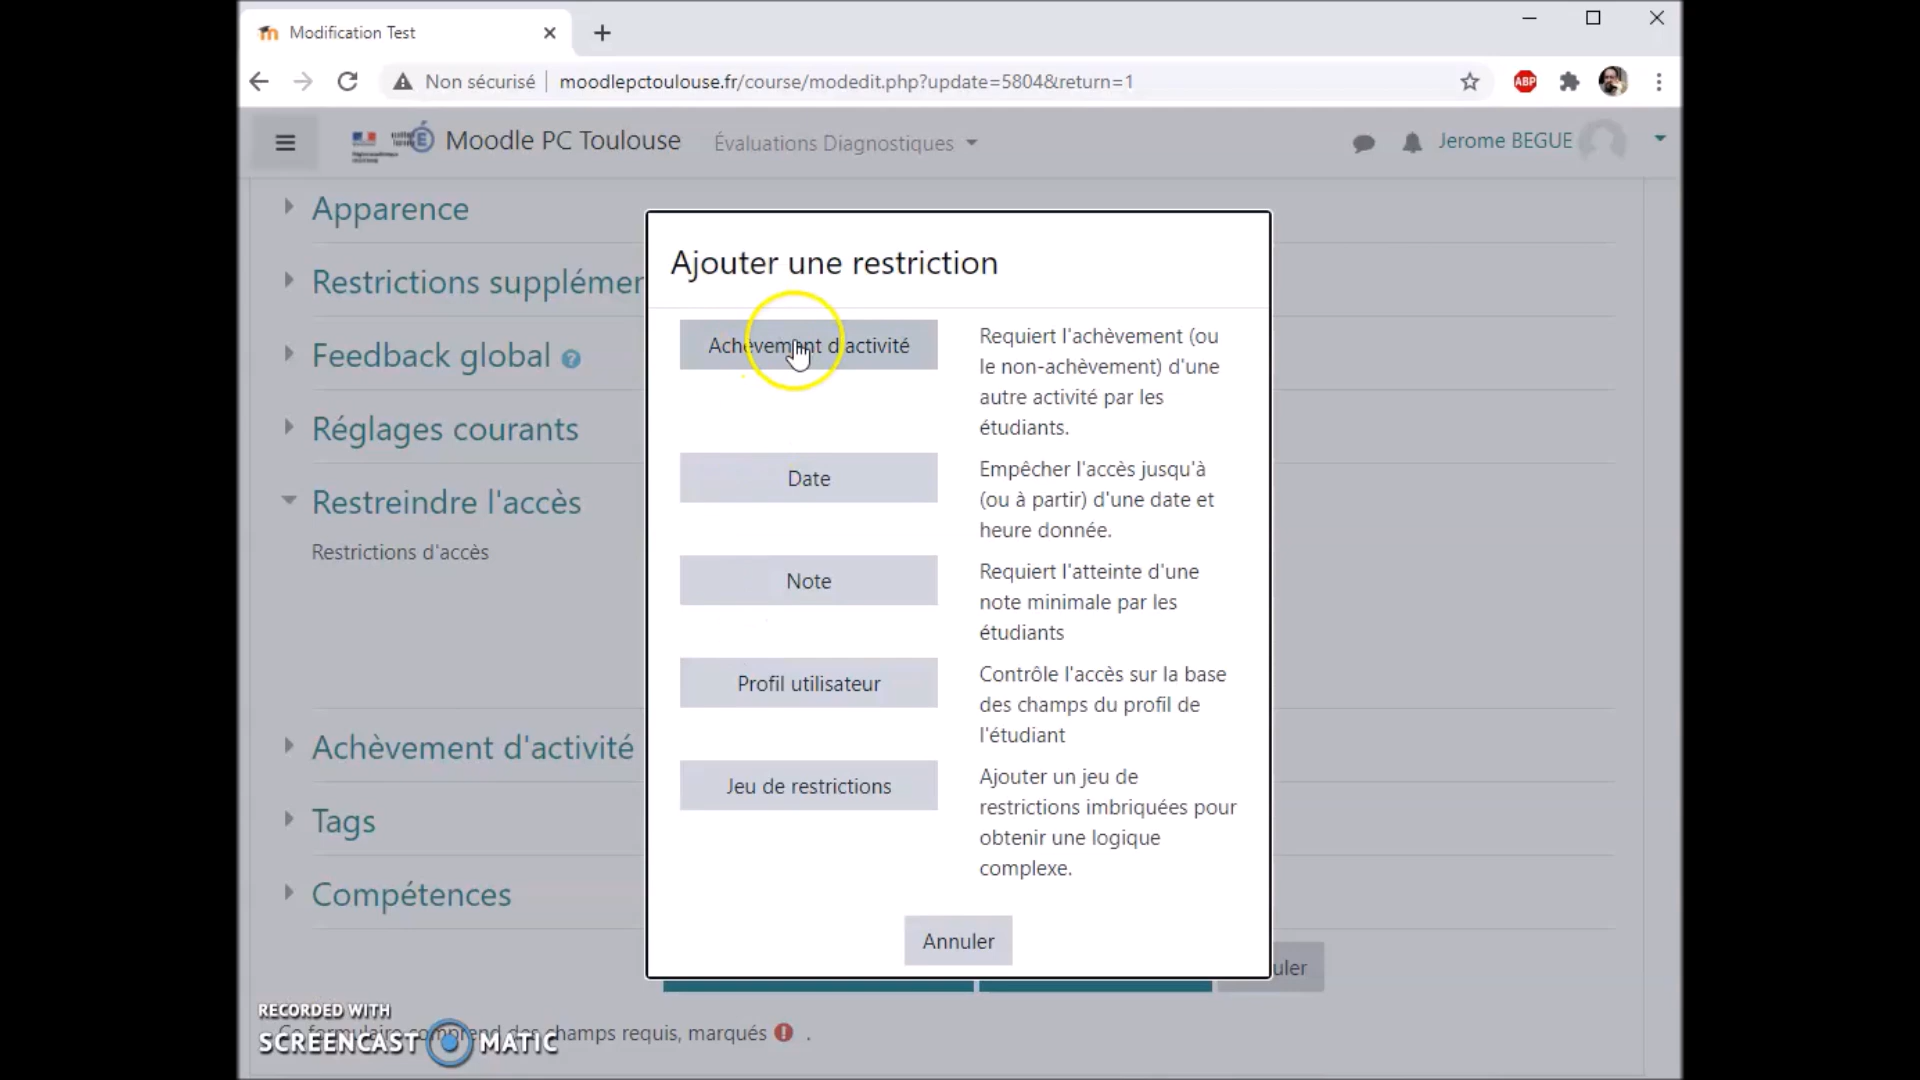 Modification Test
Non sécurisé
moodlepctoulouse.fr/course/modedit.php?update=5804&return=1
ABP
Moodle PC Toulouse
Évaluations Diagnostiques
Jerome BEGUE
Apparence
Restrictions supplémen
Feedback global
Réglages courants
Restreindre l'accès
Restrictions d'accès
Achèvement d'activité
Tags
Compétences
Ajouter une restriction
Achèvement d'activité
Requiert l'achèvement (ou
le non-achèvement) d'une
autre activité par les
étudiants.
Date
Empêcher l'accès jusqu'à
(ou à partir) d'une date et
heure donnée.
Note
Requiert l'atteinte d'une
note minimale par les
étudiants
Profil utilisateur
Contrôle l'accès sur la base
des champs du profil de
l'étudiant
Jeu de restrictions
Ajouter un jeu de
restrictions imbriquées pour
obtenir une logique
complexe.
Annuler
uler
Ce formulaire comprend des champs requis, marqués .
RECORDED WITH
SCREENCAST MATIC